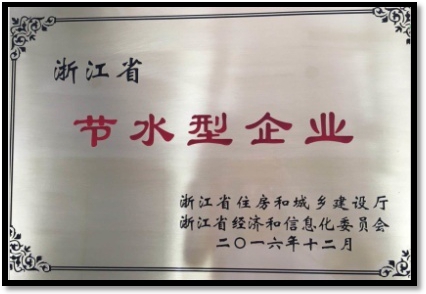 浙江省
节水型企业
浙江省住房和城乡建设厅
浙江省经济和信息化委员会
二〇一六年十二月